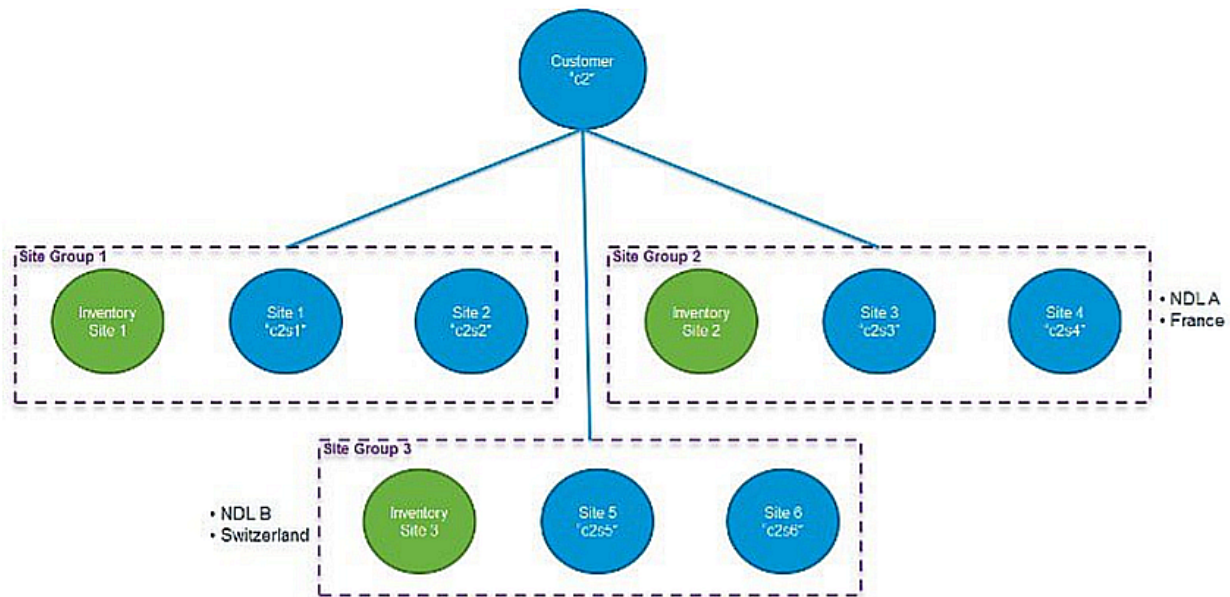 Customer
"c2"
Site Group 1
Inventory
Site 1
Site 1
"c2s1"
Site 2
"c2s2"
Site Group 2
Inventory
Site 2
Site 3
"c2s3"
Site 4
"c2s4"
• NDL A
• France
Site Group 3
• NDL B
• Switzerland
Inventory
Site 3
Site 5
"c2s5"
Site 6
"c2s6"